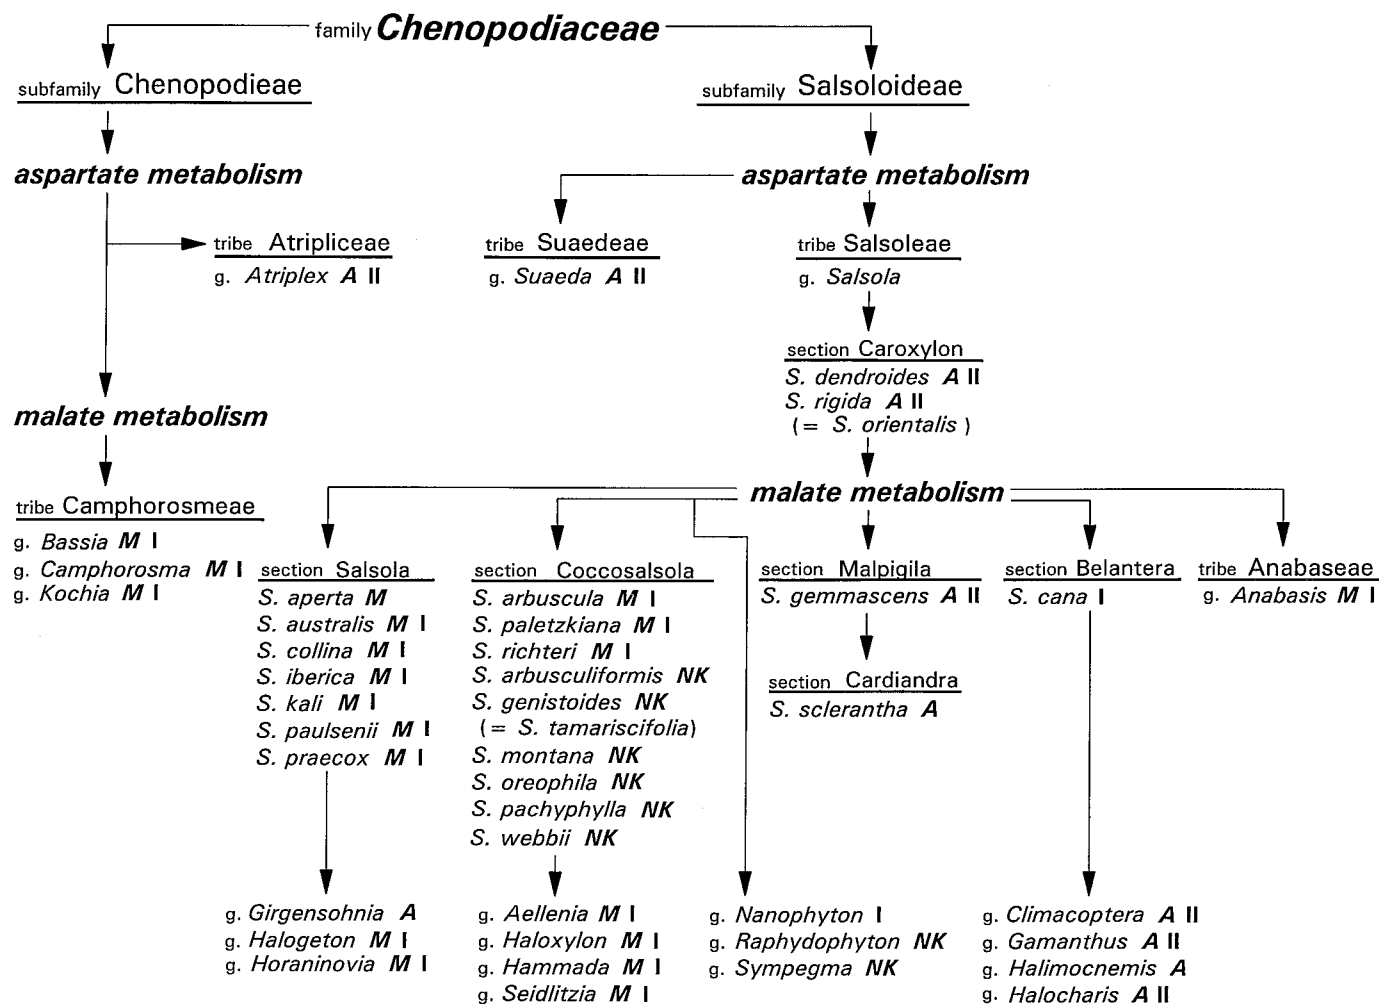 family Chenopodiaceae
subfamily Chenopodieae
subfamily Salsoloideae
aspartate metabolism
aspartate metabolism
tribe Atripliceae
g. Atriplex A II
tribe Suaedeae
g. Suaeda A II
tribe Salsoleae
g. Salsola
section Caroxylon
S. dendroides A II
S. rigida A II
(= S. orientalis )
malate metabolism
malate metabolism
tribe Camphorosmeae
g. Bassia M I
g. Camphorosma M I
g. Kochia M I
section Salsola
S. aperta M
S. australis M I
S. collina M I
S. iberica M I
S. kali M I
S. paulsenii M I
S. praecox M I
section Coccosalsola
S. arbuscula M I
S. paletzkiana M I
S. richteri M I
S. arbusculiformis NK
S. genistoides NK
(= S. tamariscifolia)
S. montana NK
S. oreophila NK
S. pachyphylla NK
S. webbii NK
section Malpigila
S. gemmascens A II
section Cardiandra
S. sclerantha A
section Belantera
S. cana I
tribe Anabaseae
g. Anabasis M I
g. Girgensohnia A
g. Halogeton M I
g. Horaninovia M I
g. Aellenia M I
g. Haloxylon M I
g. Hammada M I
g. Seidlitzia M I
g. Nanophyton I
g. Raphydophyton NK
g. Sympegma NK
g. Climacoptera A II
g. Gamanthus A II
g. Halimocnemis A
g. Halocharis A II